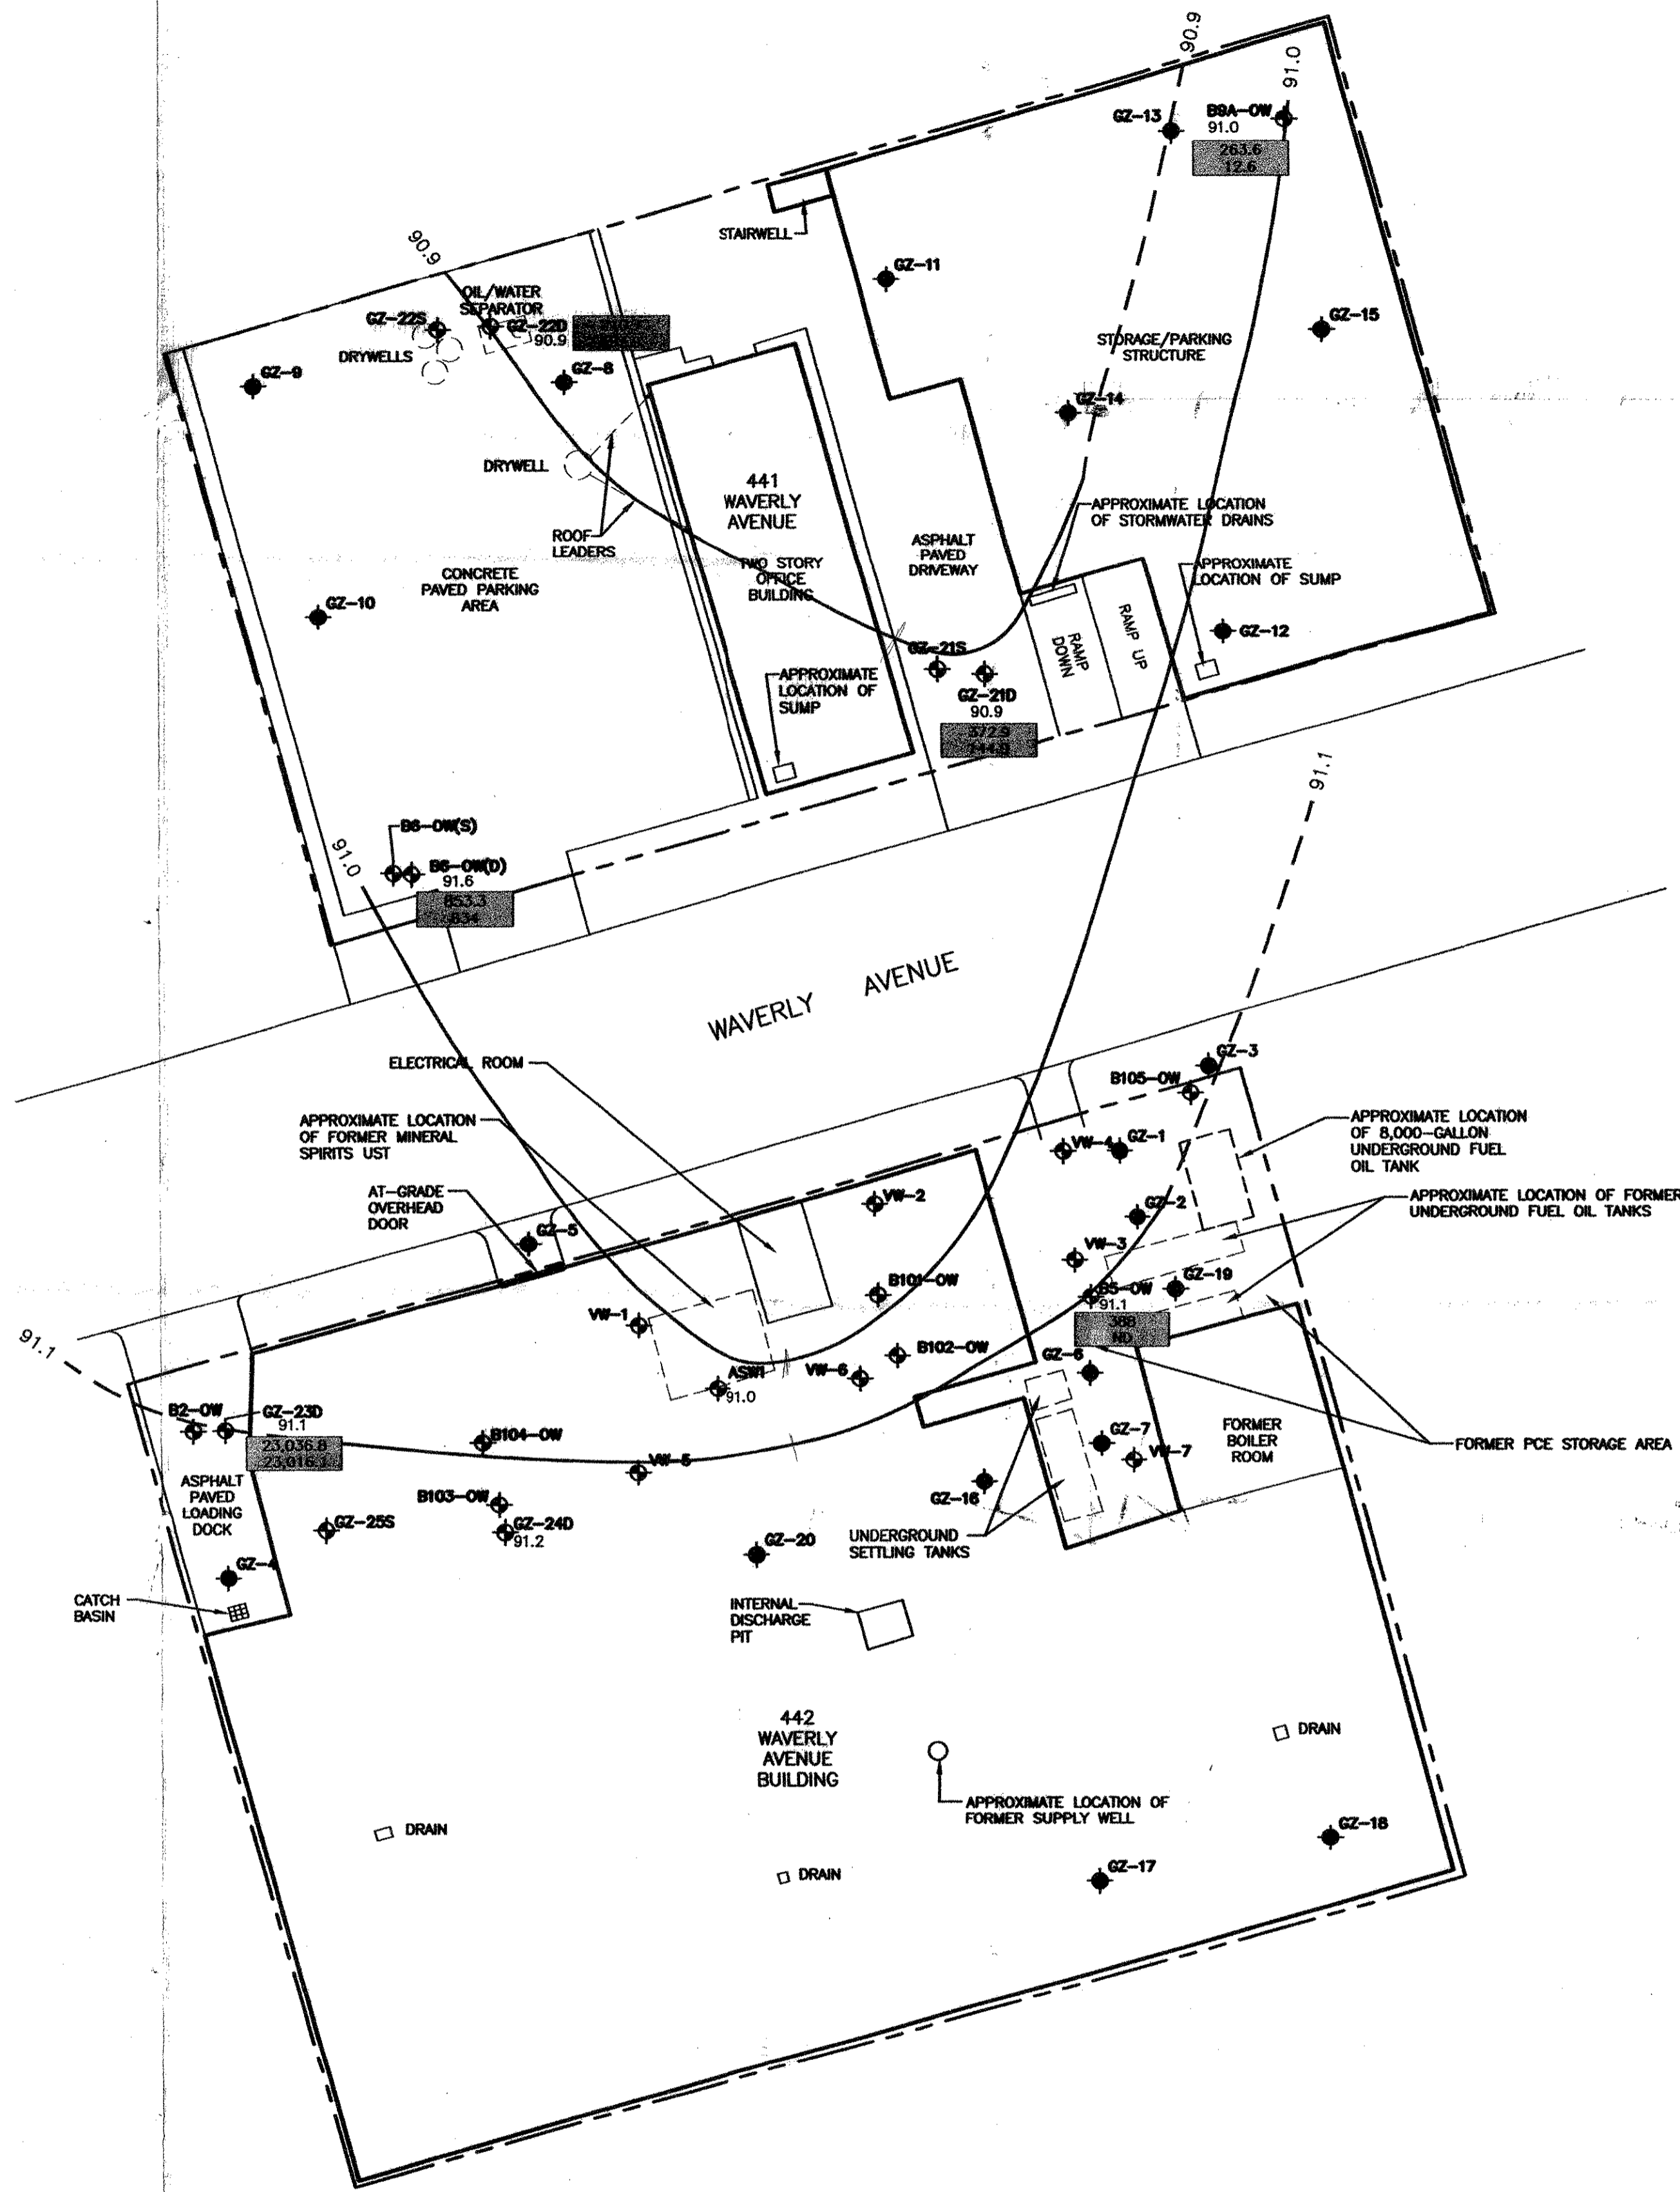 90.9
91.0
GZ-13
B9A-OW
91.0
263.6
12.6
STAIRWELL
GZ-11
90.9
OIL/WATER
SEPARATOR
GZ-22S
GZ-22D
90.9
DRYWELLS
GZ-9
GZ-8
STORAGE/PARKING
STRUCTURE
GZ-15
GZ-14
DRYWELL
441
WAVERLY
AVENUE
ROOF
LEADERS
APPROXIMATE LOCATION
OF STORMWATER DRAINS
ASPHALT
PAVED
DRIVEWAY
TWO STORY
OFFICE
BUILDING
CONCRETE
PAVED PARKING
AREA
GZ-10
APPROXIMATE
LOCATION OF SUMP
GZ-12
RAMP UP
RAMP
DOWN
GZ-21S
GZ-21D
90.9
372.9
144.9
APPROXIMATE
LOCATION OF
SUMP
91.1
B6-OW(S)
91.0
B6-OW(D)
91.6
853.3
834
WAVERLY AVENUE
ELECTRICAL ROOM
GZ-3
B105-OW
APPROXIMATE LOCATION
OF FORMER MINERAL
SPIRITS UST
VW-4
GZ-1
APPROXIMATE LOCATION
OF 8,000-GALLON
UNDERGROUND FUEL
OIL TANK
AT-GRADE
OVERHEAD
DOOR
VW-2
GZ-2
APPROXIMATE LOCATION OF FORMER
UNDERGROUND FUEL OIL TANKS
GZ-5
VW-3
B101-OW
B5-OW
91.1
388
ND
GZ-19
VW-1
91.1
B102-OW
VW-6
GZ-6
ASW1
91.0
B2-OW
GZ-23D
91.1
23,036.8
23,016.1
B104-OW
VW-5
GZ-7
VW-7
FORMER
BOILER
ROOM
FORMER PCE STORAGE AREA
ASPHALT
PAVED
LOADING
DOCK
B103-OW
GZ-16
GZ-25S
GZ-24D
91.2
GZ-20
UNDERGROUND
SETTLING TANKS
GZ-4
CATCH
BASIN
INTERNAL
DISCHARGE
PIT
442
WAVERLY
AVENUE
BUILDING
DRAIN
APPROXIMATE LOCATION OF
FORMER SUPPLY WELL
DRAIN
GZ-18
DRAIN
GZ-17